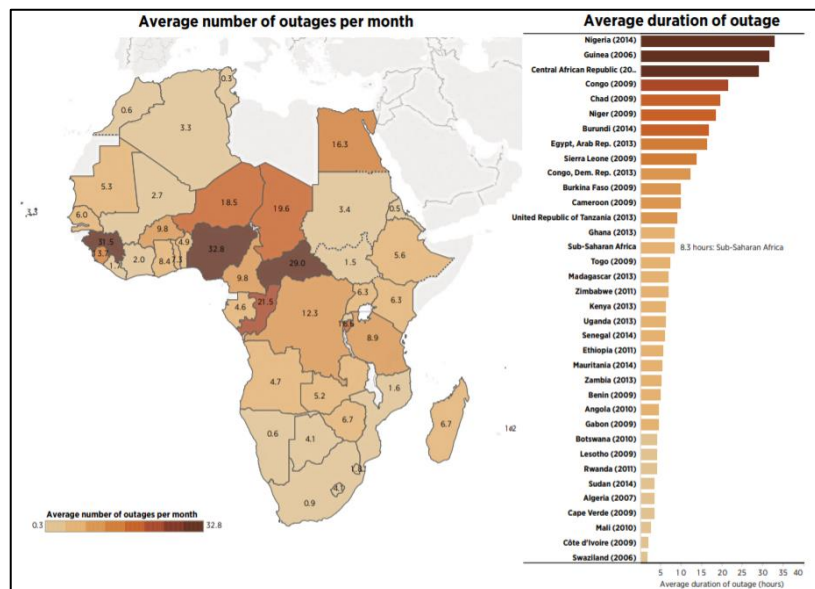 Average number of outages per month
0.6
0.3
3.3
16.3
5.3
2.7
18.5
19.6
3.4
0.5
3.3
6.0
9.8
31.5
3.7
2.0
8.4
4.9
32.8
29.0
1.5
5.6
9.8
4.6
21.5
12.3
6.3
6.3
8.9
4.7
5.2
1.6
6.7
6.7
0.6
4.1
0.9
4.1
142
Average number of outages per month
0.3
32.8
Average duration of outage
Nigeria (2014)
Guinea (2006)
Central African Republic (20...
Congo (2009)
Chad (2009)
Niger (2009)
Burundi (2014)
Egypt, Arab Rep. (2013)
Sierra Leone (2009)
Congo, Dem. Rep. (2013)
Burkina Faso (2009)
Cameroon (2009)
United Republic of Tanzania (2013)
Ghana (2013)
Sub-Saharan Africa
8.3 hours: Sub-Saharan Africa
Togo (2009)
Madagascar (2013)
Zimbabwe (2011)
Kenya (2013)
Uganda (2013)
Senegal (2014)
Ethiopia (2011)
Mauritania (2014)
Zambia (2013)
Benin (2009)
Angola (2010)
Gabon (2009)
Botswana (2010)
Lesotho (2009)
Rwanda (2011)
Sudan (2014)
Algeria (2007)
Cape Verde (2009)
Mali (2010)
Côte d'Ivoire (2009)
Swaziland (2006)
5 10 15 20 25 30 35 40
Average duration of outage (hours)